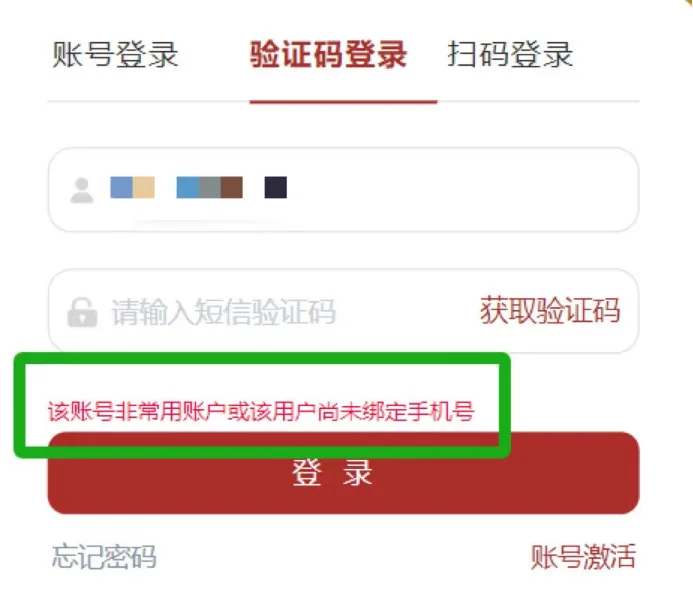 账号登录 验证码登录 扫码登录
请输入短信验证码 获取验证码
该账号非常用账户或该用户尚未绑定手机号
登 录
忘记密码 账号激活